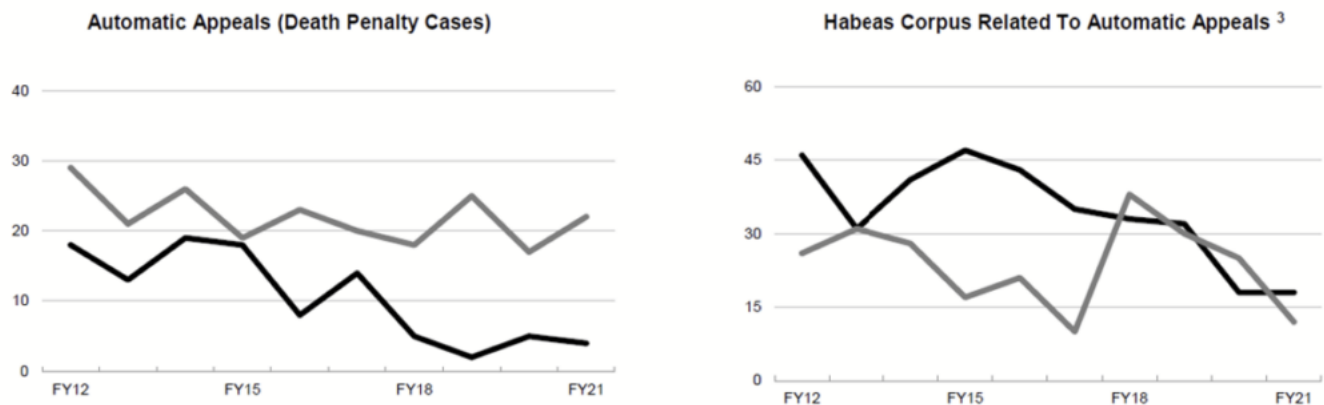 Automatic Appeals (Death Penalty Cases)
40
30
20
10
0
FY12 FY15 FY18 FY21
Habeas Corpus Related To Automatic Appeals 3
60
45
30
15
0
FY12 FY15 FY18 FY21